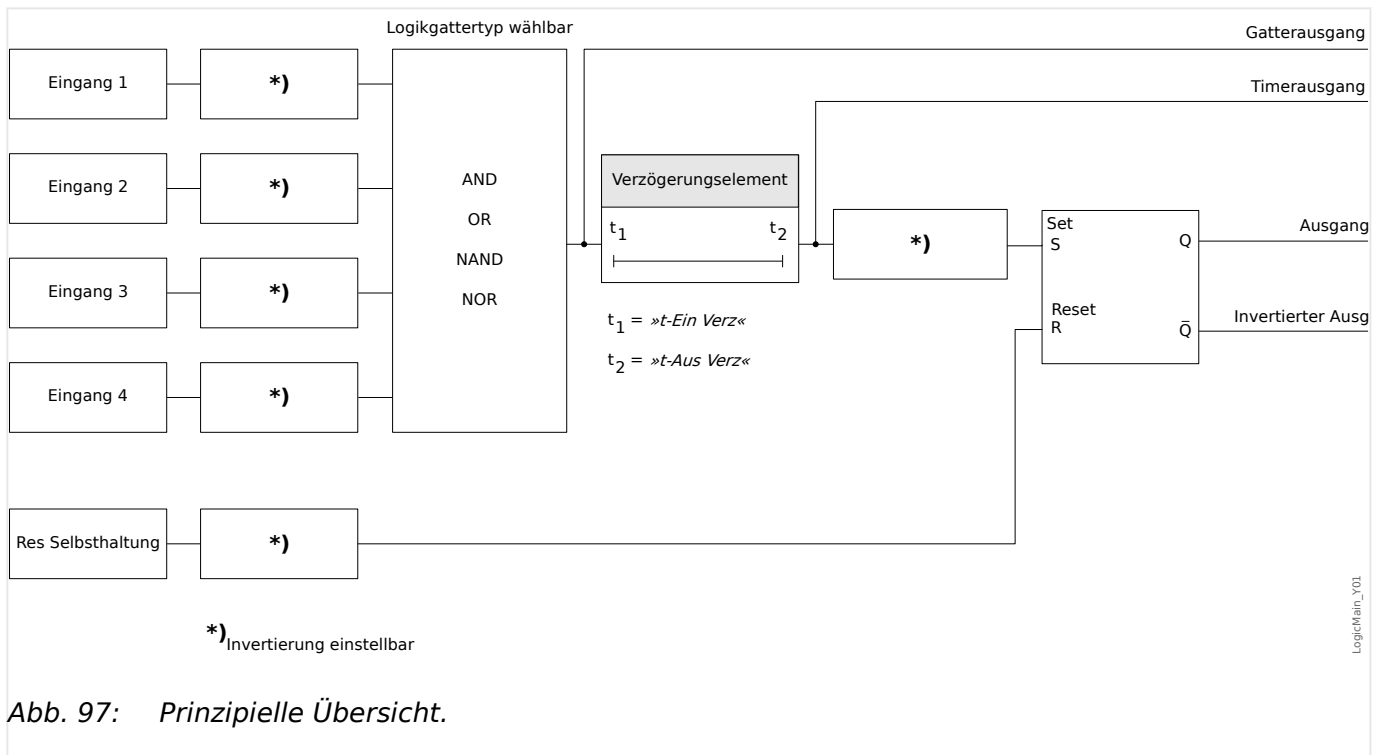 Logikgattertyp wählbar
Gatterausgang
Timerausgang
Eingang 1
*)
Eingang 2
*)
AND
OR
NAND
NOR
Verzögerungselement
t1
t2
*)
Set
S
Q
Ausgang
Eingang 3
*)
t1 = »t-Ein Verz«
t2 = »t-Aus Verz«
Reset
R
Q̅
Invertierter Ausg
Eingang 4
*)
Res Selbsthaltung
*)
*) Invertierung einstellbar
LogicMain_Y01
Abb. 97: Prinzipielle Übersicht.